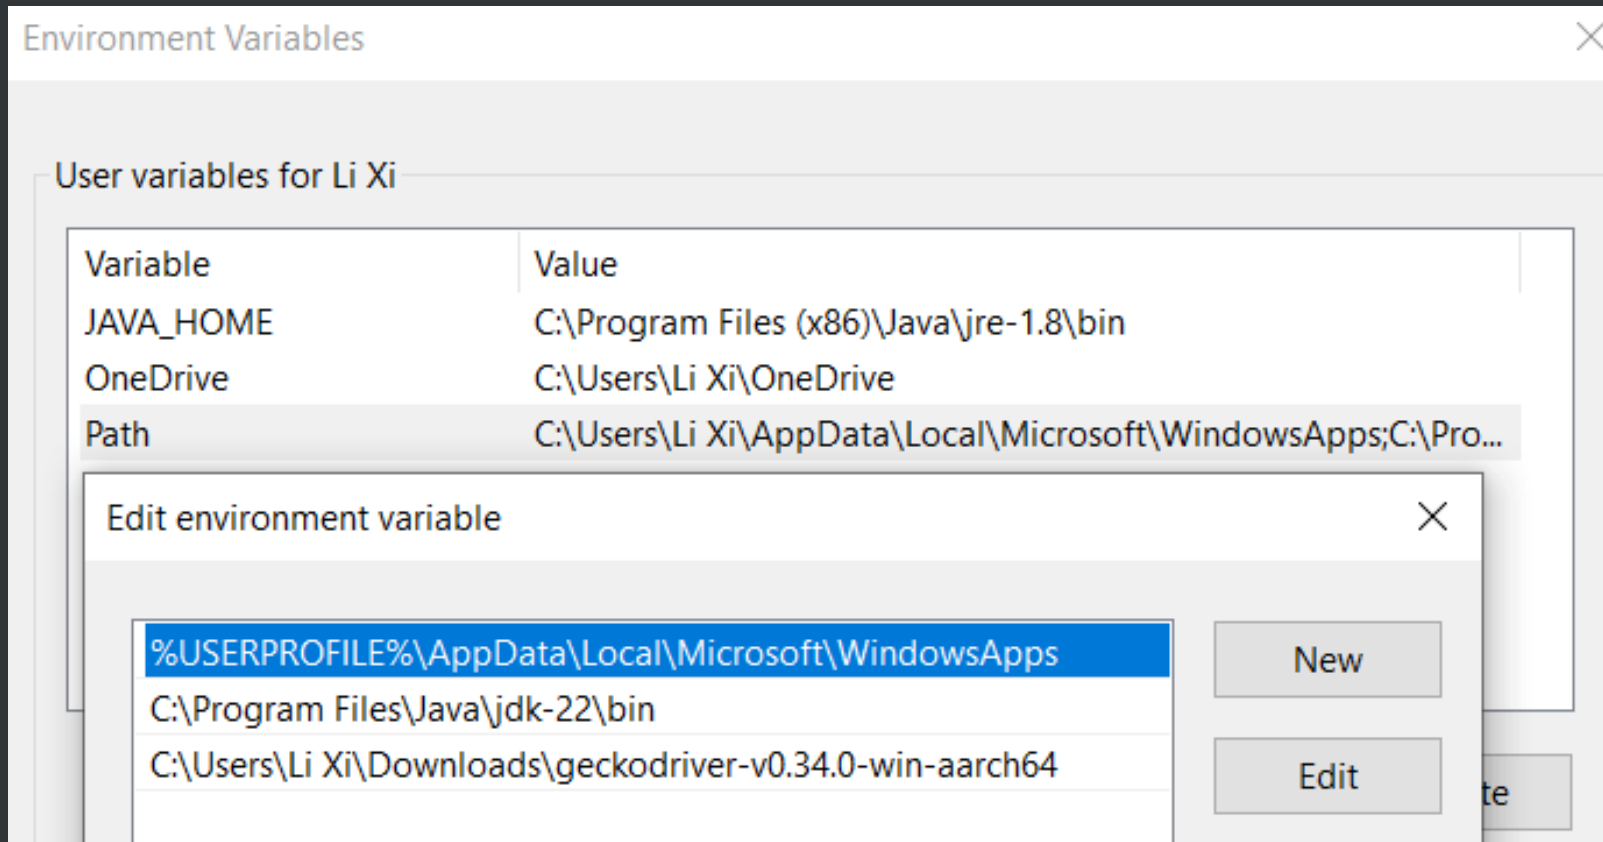 Environment Variables
User variables for Li Xi
Variable Value
JAVA_HOME C:\Program Files (x86)\Java\jre-1.8\bin
OneDrive C:\Users\Li Xi\OneDrive
Path C:\Users\Li Xi\AppData\Local\Microsoft\WindowsApps;C:\Pro...
Edit environment variable
%USERPROFILE%\AppData\Local\Microsoft\WindowsApps
New
C:\Program Files\Java\jdk-22\bin
C:\Users\Li Xi\Downloads\geckodriver-v0.34.0-win-aarch64
Edit
te